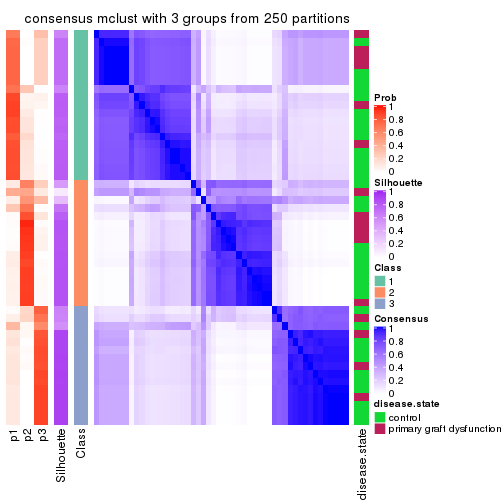 consensus mclust with 3 groups from 250 partitions
Prob
1
0.8
0.6
0.4
0.2
0
Silhouette
1
0.8
0.6
0.4
0.2
0
Class
1
2
3
Consensus
1
0.8
0.6
0.4
0.2
0
disease.state
control
primary graft dysfunction
p1
p2
p3
Silhouette
Class
disease.state